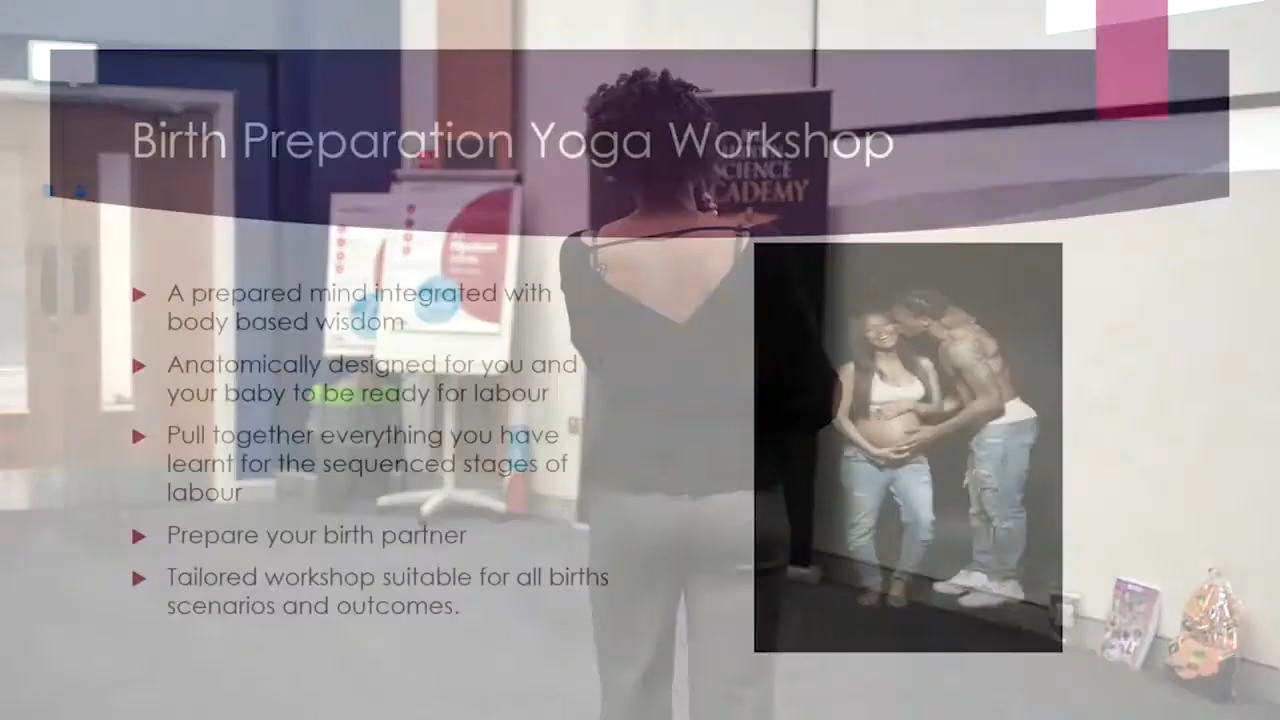 Birth Preparation Yoga Workshop
SCIENCE
ACADEMY
A prepared mind integrated with
body based wisdom
Anatomically designed for you and
your baby to be ready for labour
Pull together everything you have
learnt for the sequenced stages of
labour
Prepare your birth partner
Tailored workshop suitable for all births
scenarios and outcomes.